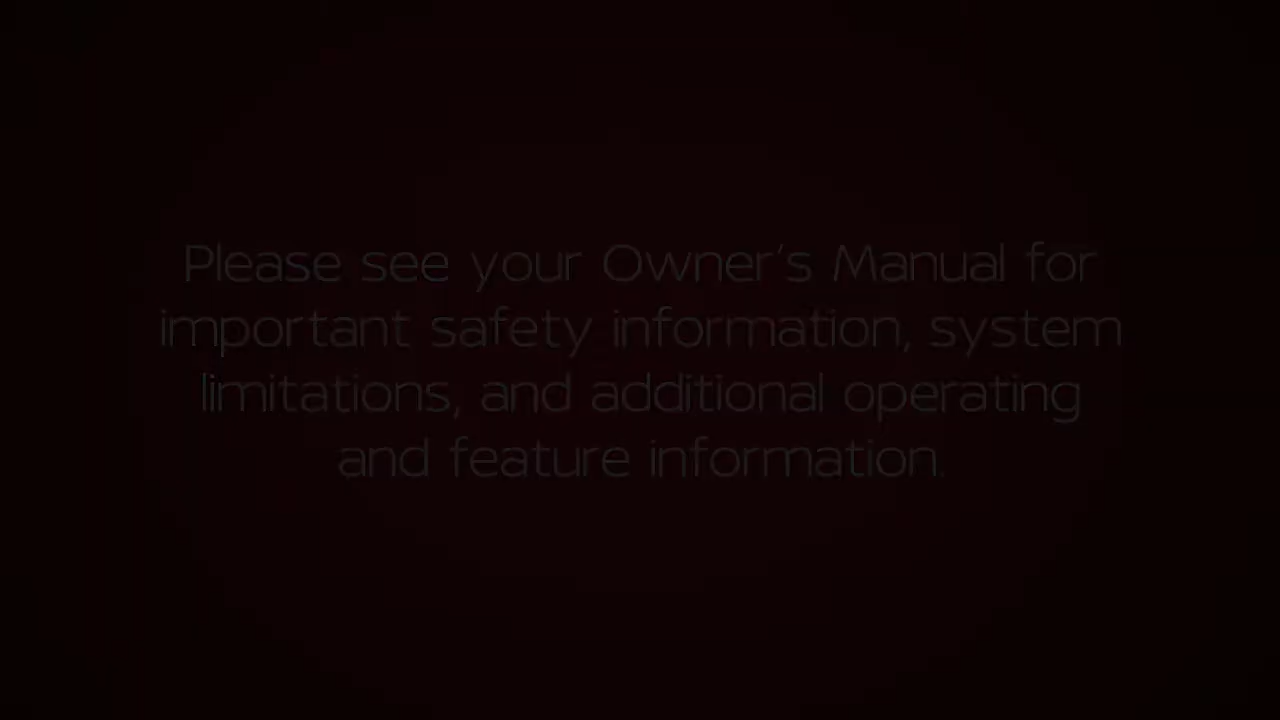 Please see your Owner’s Manual for
important safety information, system
limitations, and additional operating
and feature information.